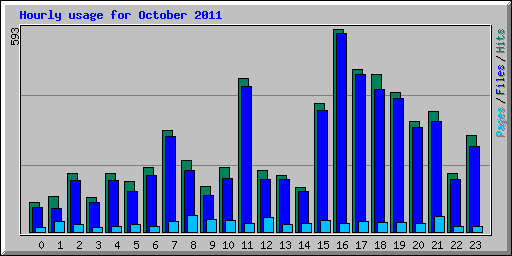 Hourly usage for October 2011
593
Pages / Files / Hits
0 1 2 3 4 5 6 7 8 9 10 11 12 13 14 15 16 17 18 19 20 21 22 23